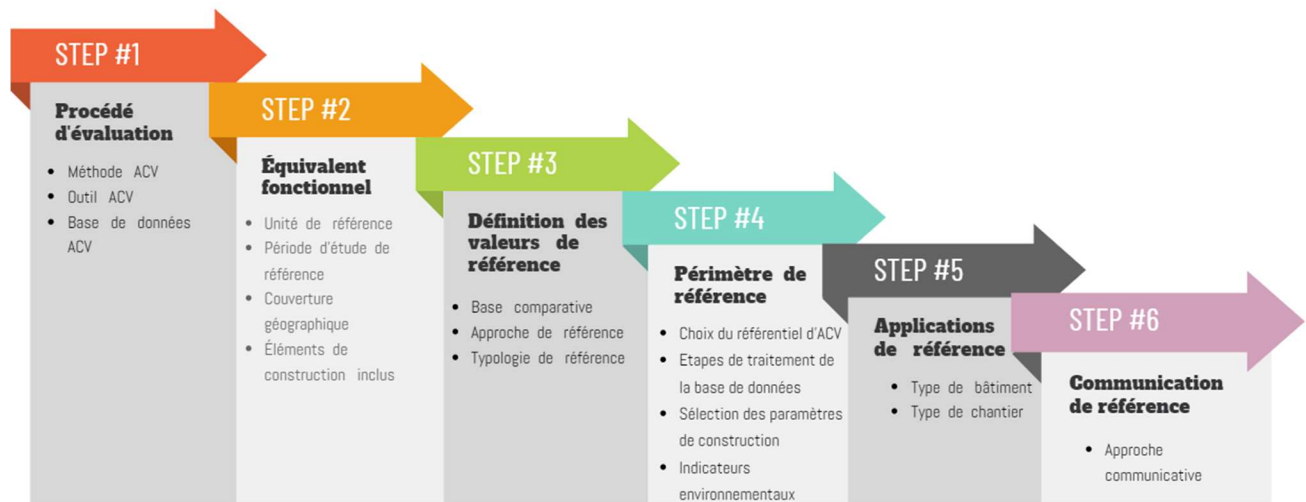 STEP #1
Procédé
d'évaluation
• Méthode ACV
• Outil ACV
• Base de données
ACV
STEP #2
Équivalent
fonctionnel
• Unité de référence
• Période d'étude de
référence
• Couverture
géographique
• Éléments de
construction inclus
STEP #3
Définition des
valeurs de
référence
• Base comparative
• Approche de référence
• Typologie de référence
STEP #4
Périmètre de
référence
• Choix du référentiel d'ACV
• Etapes de traitement de
la base de données
• Sélection des paramètres
de construction
• Indicateurs
environnementaux
STEP #5
Applications
de référence
• Type de bâtiment
• Type de chantier
STEP #6
Communication
de référence
• Approche
communicative